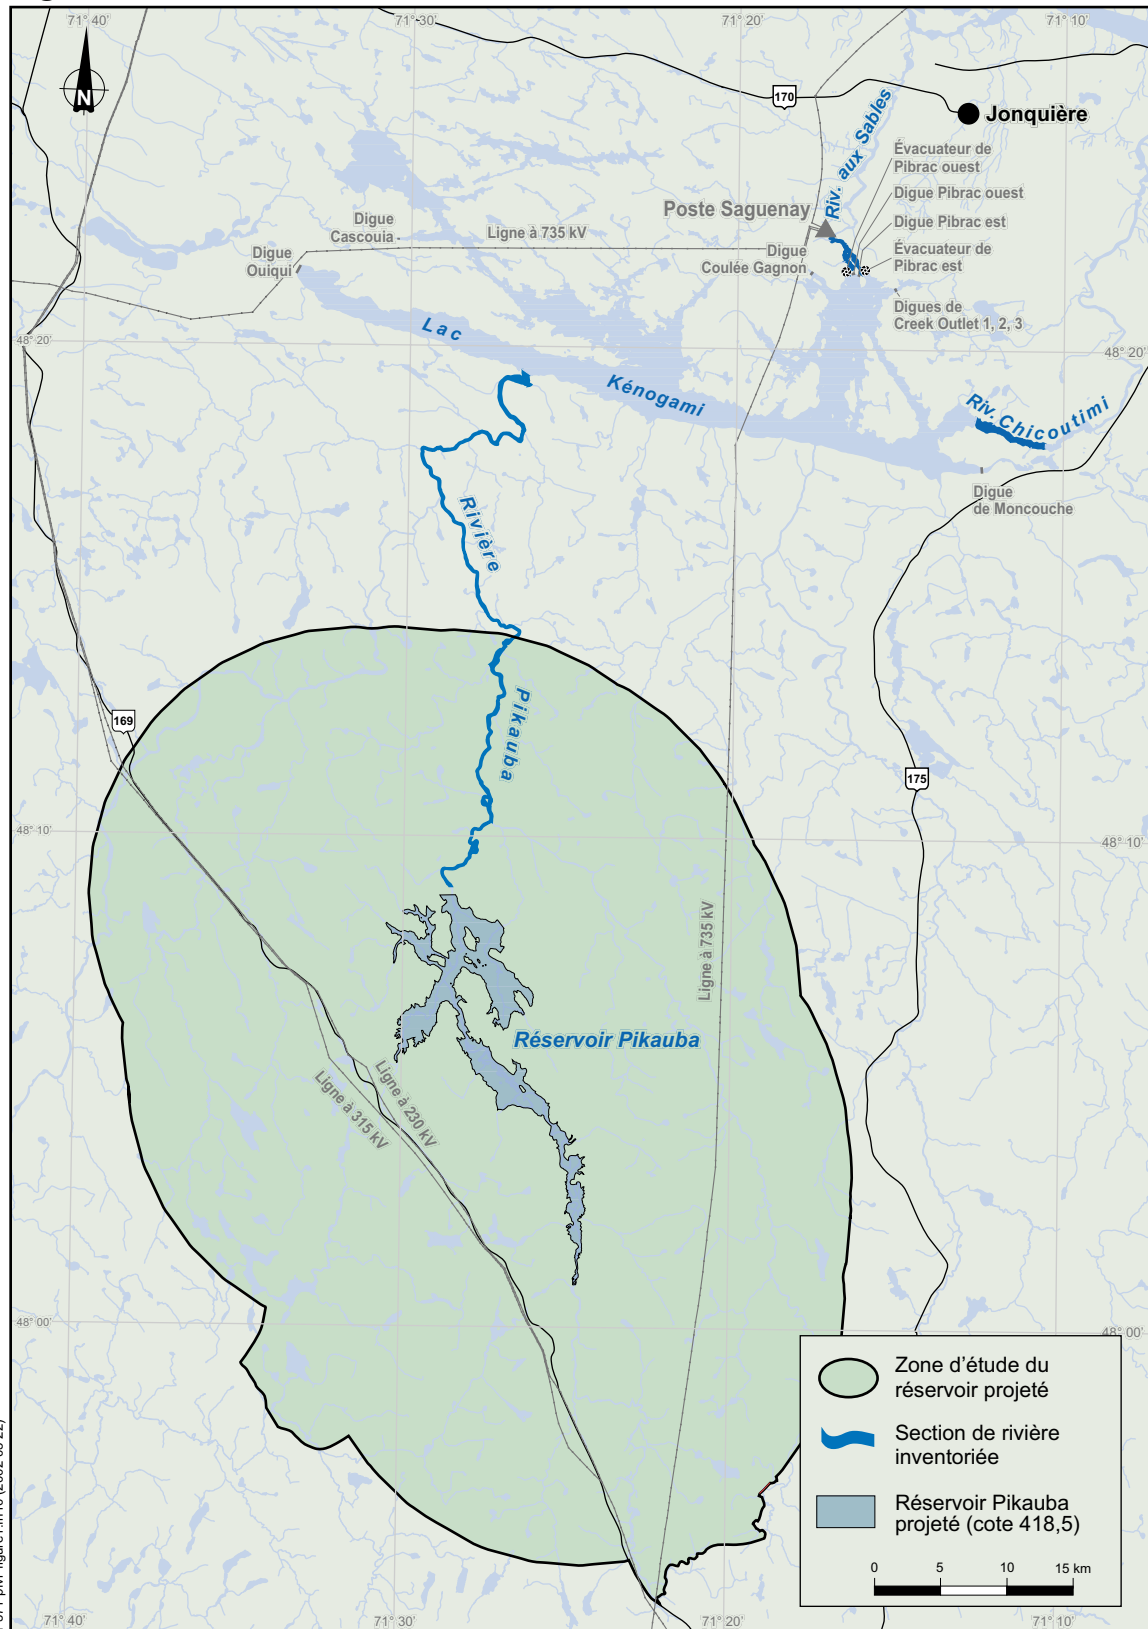 71° 40'
71° 30'
71° 20'
71° 10'
N
170
Jonquière
Riv. aux Sables
Évacuateur de
Pibrac ouest
Digue Pibrac ouest
Digue Pibrac est
Évacuateur de
Pibrac est
Poste Saguenay
Digue
Cascouia
Ligne à 735 kV
Digue
Ouiqui
Digue
Coulée Gagnon
Digues de
Creek Outlet 1, 2, 3
48° 20'
48° 20'
Lac
Kénogami
Riv. Chicoutimi
Digue
de Moncouche
Rivière
Pikauba
169
175
48° 10'
48° 10'
Ligne à 735 kV
Réservoir Pikauba
Ligne à 230 kV
Ligne à 315 kV
48° 00'
48° 00'
Zone d'étude du
réservoir projeté
Section de rivière
inventoriée
Réservoir Pikauba
projeté (cote 418,5)
0 5 10 15 km
71° 40'
71° 30'
71° 20'
71° 10'